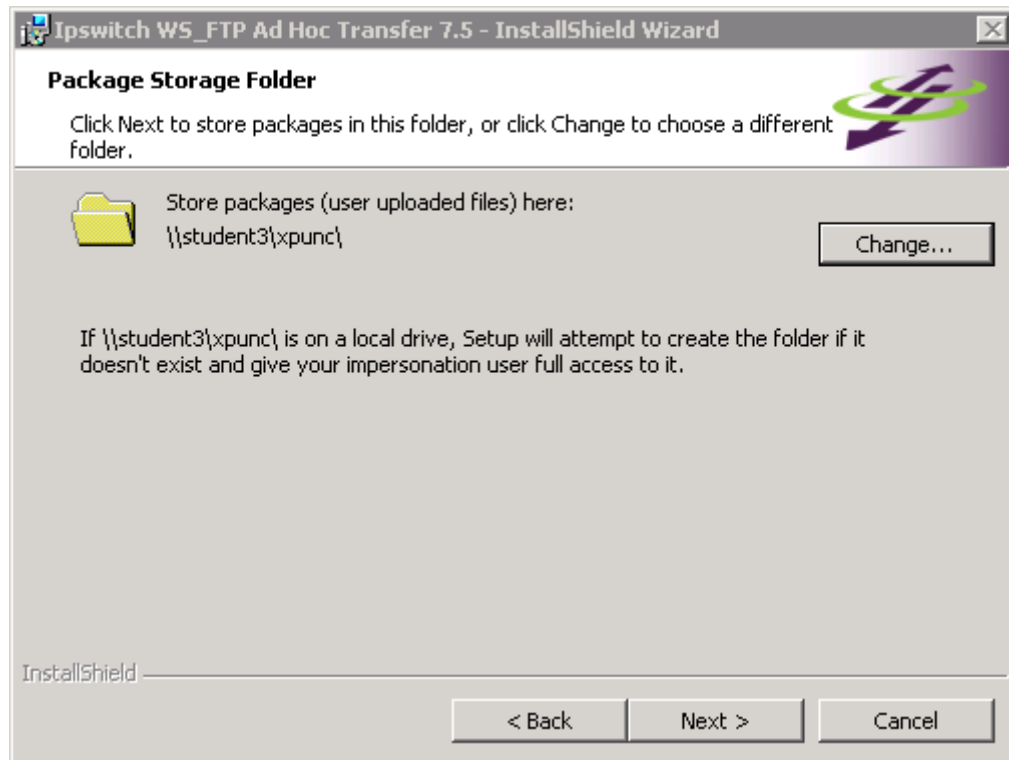 Ipswitch WS_FTP Ad Hoc Transfer 7.5 - InstallShield Wizard
Package Storage Folder
Click Next to store packages in this folder, or click Change to choose a different
folder.
Store packages (user uploaded files) here:
\\student3\xpunc\
Change...
If \\student3\xpunc\ is on a local drive, Setup will attempt to create the folder if it
doesn't exist and give your impersonation user full access to it.
InstallShield
< Back
Next >
Cancel